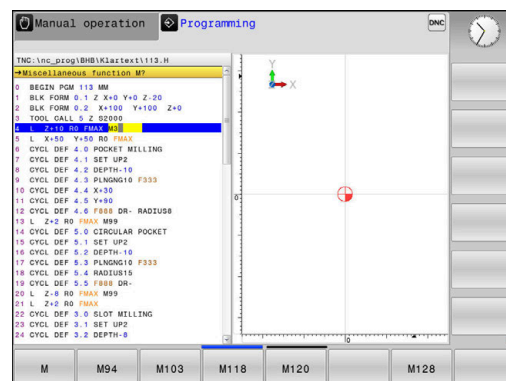 Manual operation
Programming
DNC
TNC:\nc_prog\BHB\Klartext\113.H
→Miscellaneous function M?
0 BEGIN PGM 113 MM
1 BLK FORM 0.1 Z X+0 Y+0 Z-20
2 BLK FORM 0.2 X+100 Y+100 Z+0
3 TOOL CALL 5 Z S2000
4 L Z+10 R0 FMAX M3
5 L X+50 Y+50 R0 FMAX
6 CYCL DEF 4.0 POCKET MILLING
7 CYCL DEF 4.1 SET UP2
8 CYCL DEF 4.2 DEPTH-10
9 CYCL DEF 4.3 PLNGNG10 F333
10 CYCL DEF 4.4 X+30
11 CYCL DEF 4.5 Y+90
12 CYCL DEF 4.6 F888 DR- RADIUS8
13 L Z+2 R0 FMAX M99
14 CYCL DEF 5.0 CIRCULAR POCKET
15 CYCL DEF 5.1 SET UP2
16 CYCL DEF 5.2 DEPTH-10
17 CYCL DEF 5.3 PLNGNG10 F333
18 CYCL DEF 5.4 RADIUS15
19 CYCL DEF 5.5 F888 DR-
20 L Z-8 R0 FMAX M99
21 L Z+2 R0 FMAX
22 CYCL DEF 3.0 SLOT MILLING
23 CYCL DEF 3.1 SET UP2
24 CYCL DEF 3.2 DEPTH-8
Y
X
0
0
M M94 M103 M118 M120 M128